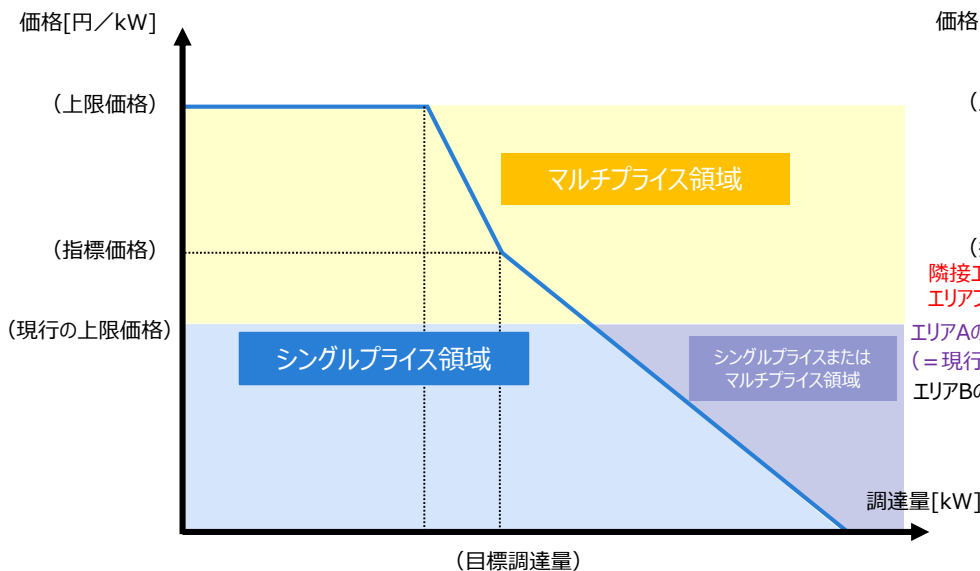 価格[円／kW]
（上限価格）
マルチプライス領域
（指標価格）
（現行の上限価格）
シングルプライス領域
シングルプライスまたは
マルチプライス領域
調達量[kW]
（目標調達量）
価格
隣接エ
エリアプ
エリアAの
（＝現行
エリアBの